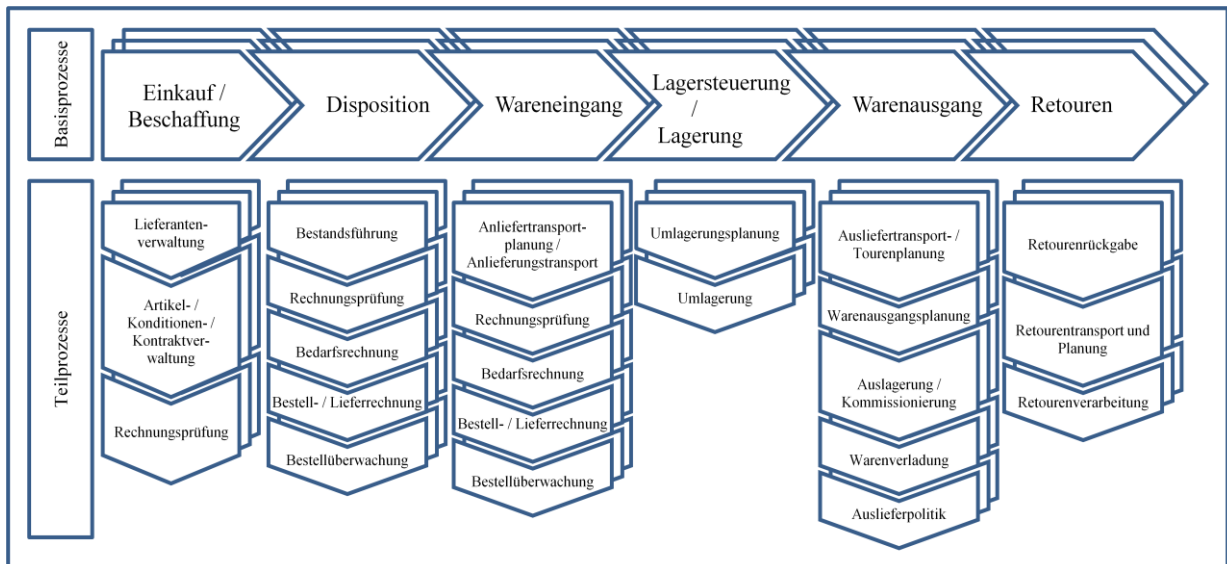 Basisprozesse
Einkauf /
Beschaffung
Disposition
Wareneingang
Lagersteuerung
/
Lagerung
Warenausgang
Retouren
Teilprozesse
Lieferanten-
verwaltung
Artikel- /
Konditionen- /
Kontraktver-
waltung
Rechnungsprüfung
Bestandsführung
Rechnungsprüfung
Bedarfsrechnung
Bestell- / Lieferrechnung
Bestellüberwachung
Anliefertransport-
planung /
Anlieferungstransport
Rechnungsprüfung
Bedarfsrechnung
Bestell- / Lieferrechnung
Bestellüberwachung
Umlagerungsplanung
Umlagerung
Ausliefertransport- /
Tourenplanung
Warenausgangsplanung
Auslagerung /
Kommissionierung
Warenverladung
Auslieferpolitik
Retourenrückgabe
Retourentransport und
Planung
Retourenverarbeitung